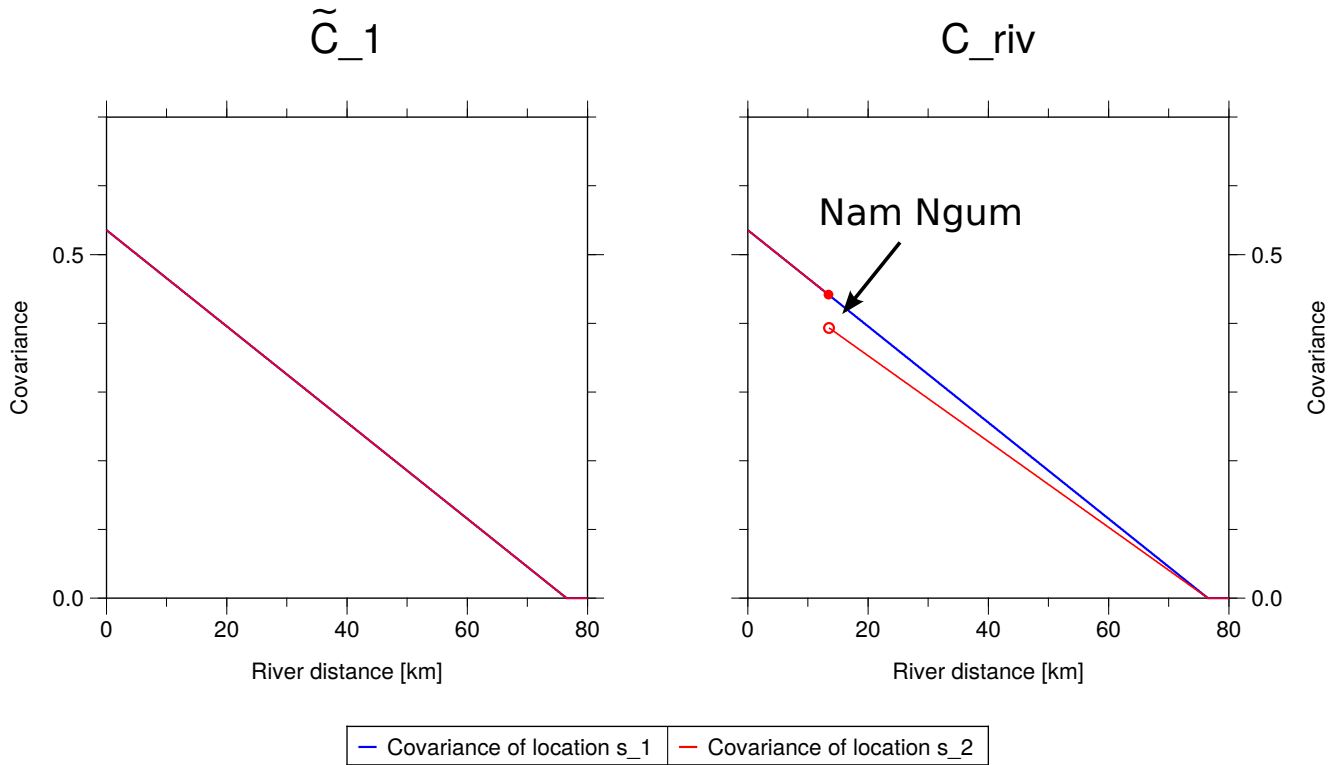 C̃_1
C_riv
Nam Ngum
0.5
0.0
Covariance
0 20 40 60 80
River distance [km]
0.5
0.0
Covariance
0 20 40 60 80
River distance [km]
Covariance of location s_1
Covariance of location s_2